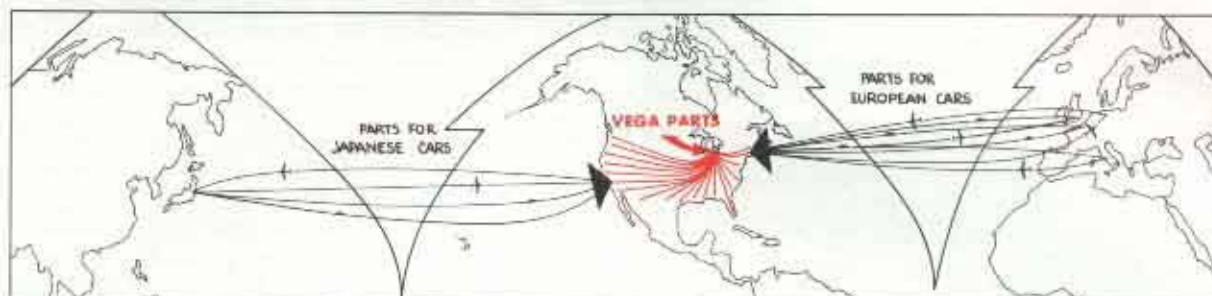 PARTS FOR
JAPANESE CARS
VEGA PARTS
PARTS FOR
EUROPEAN CARS